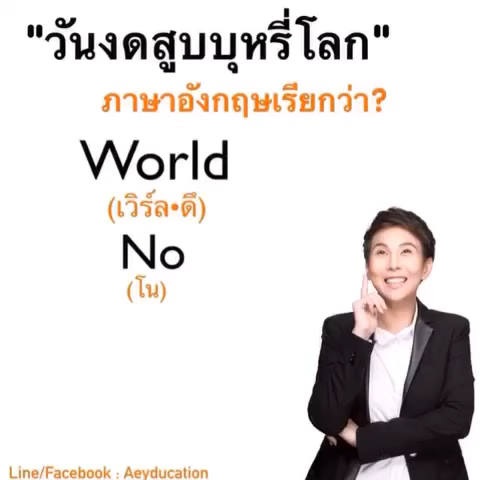 "วันงดสูบบุหรี่โลก"
ภาษาอังกฤษเรียกว่า?
World
(เวิร์ล•ดึ)
No
(โน)
Line/Facebook : Aeyducation